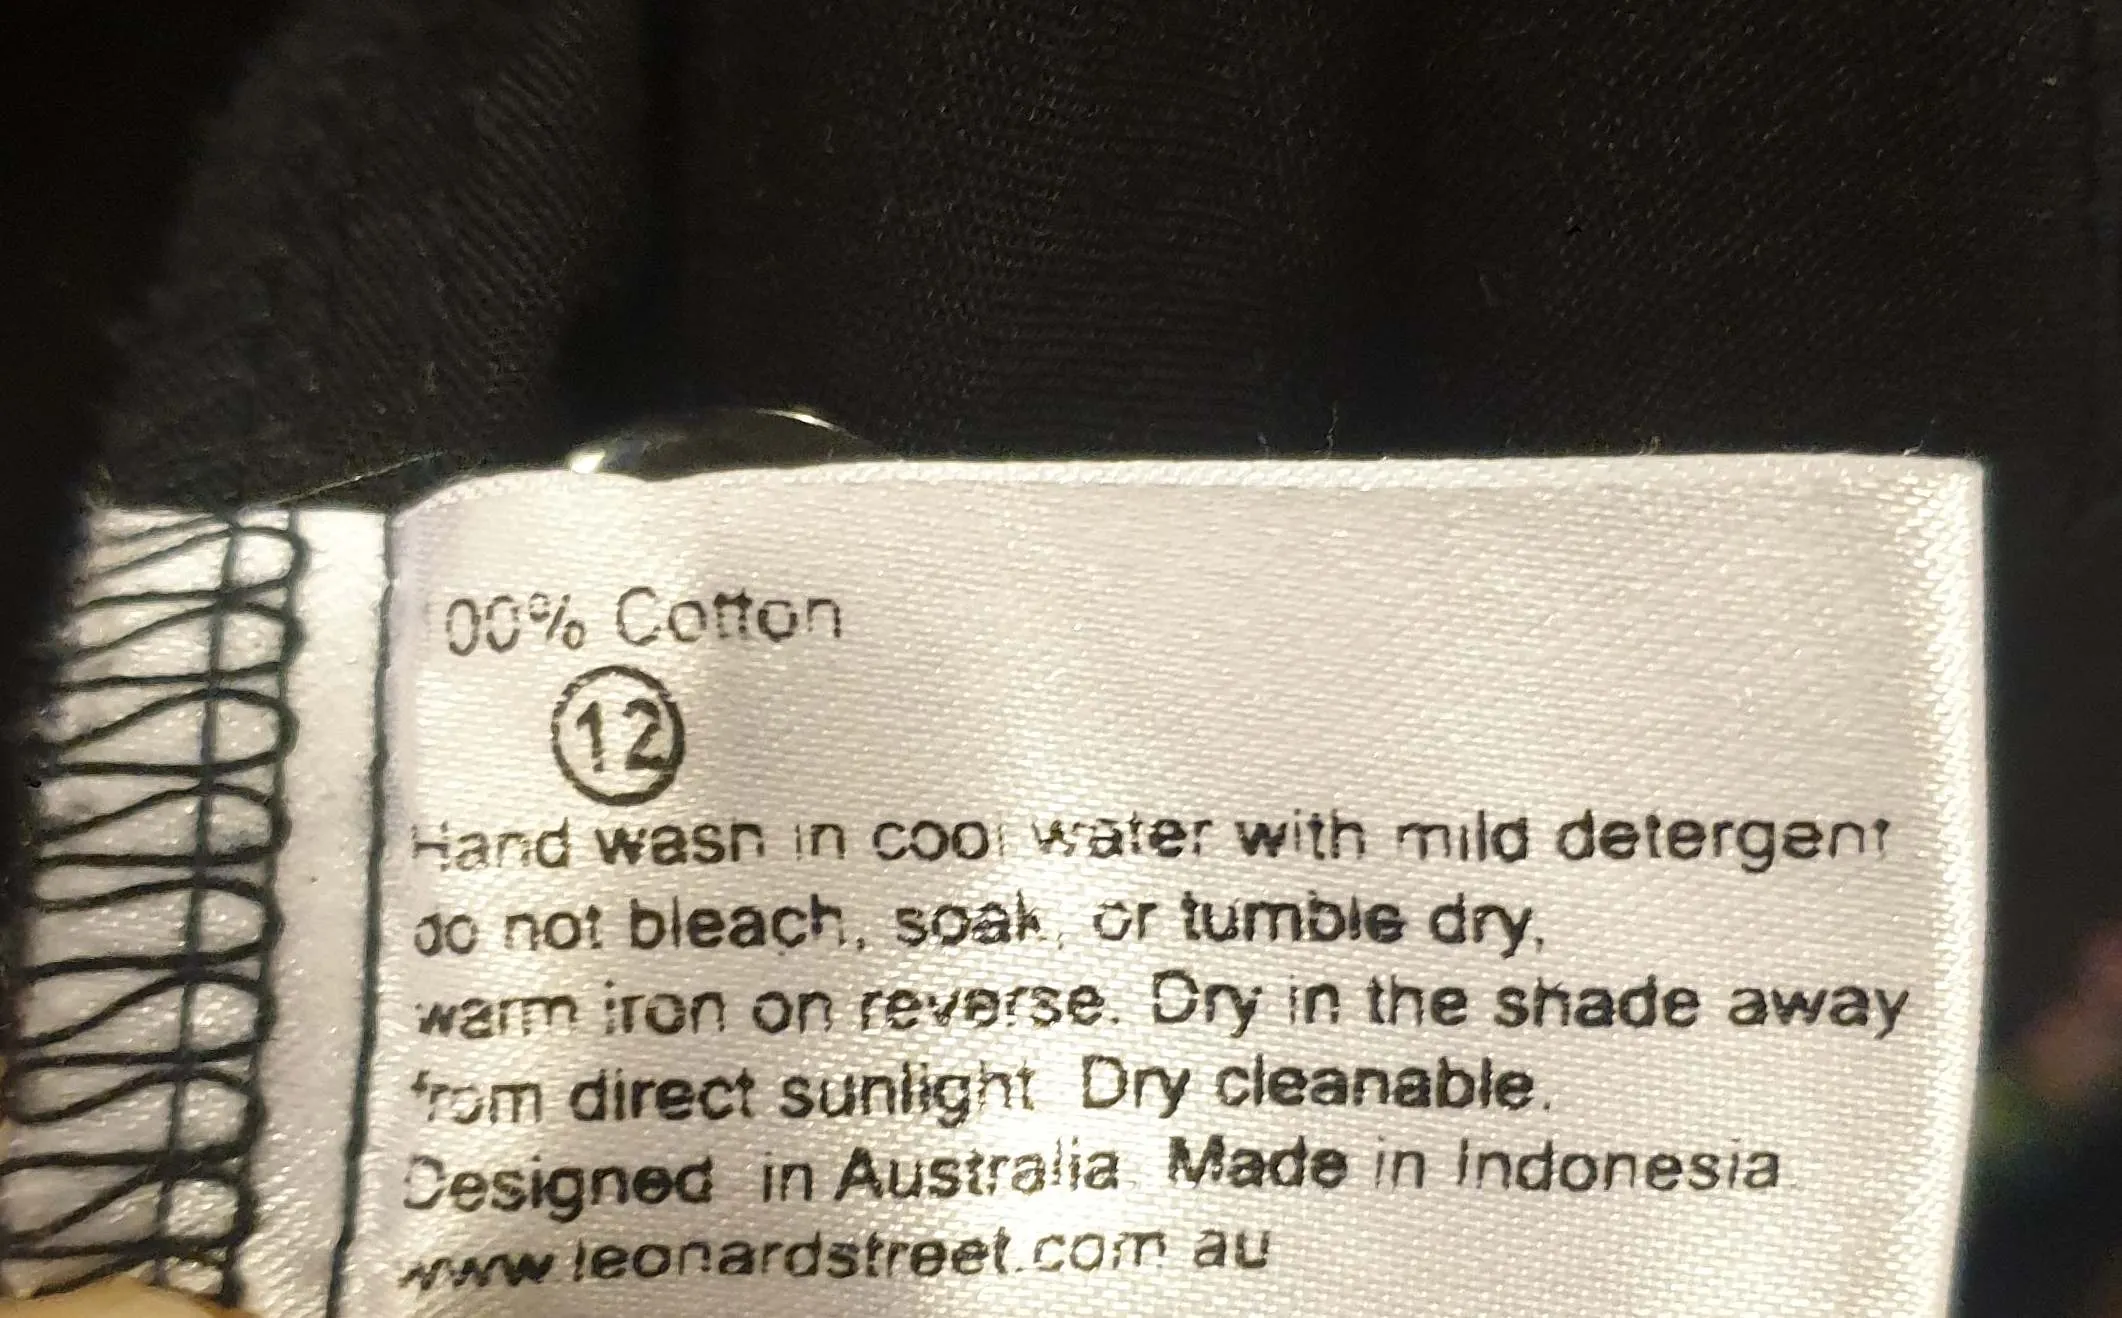 100% Cotton
12
Hand wash in cool water with mild detergent
do not bleach, soak, or tumble dry,
warm iron on reverse. Dry in the shade away
from direct sunlight. Dry cleanable.
Designed in Australia. Made in Indonesia.
www.leonardstreet.com.au